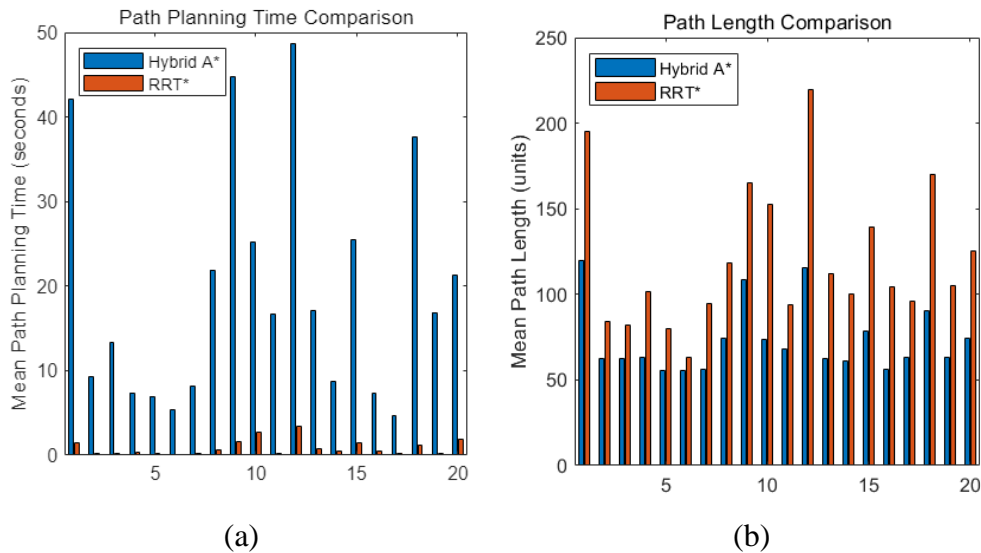 Path Planning Time Comparison
50
40
30
20
10
0
Mean Path Planning Time (seconds)
Hybrid A*
RRT*
5
10
15
20
(a)
Path Length Comparison
250
200
150
100
50
0
Mean Path Length (units)
Hybrid A*
RRT*
5
10
15
20
(b)